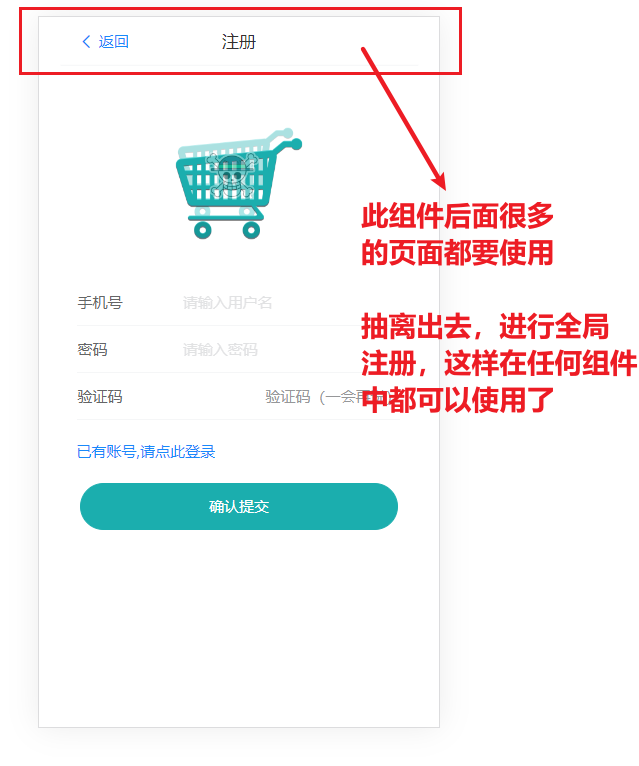 返回 注册
此组件后面很多
的页面都要使用
抽离出去，进行全局
注册，这样在任何组件
中都可以使用了
手机号 请输入用户名
密码 请输入密码
验证码 验证码（一会再
已有账号,请点此登录
确认提交